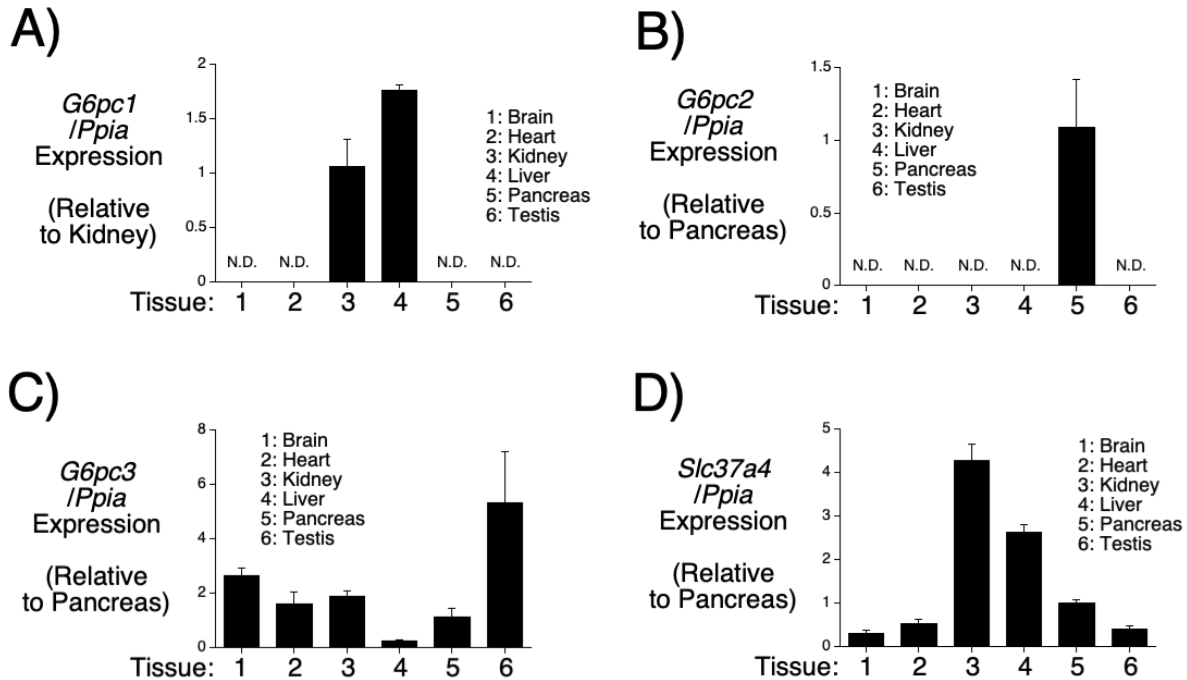 A)
G6pc1
/Ppia
Expression
(Relative
to Kidney)
2
1.5
1
0.5
0
N.D. N.D. N.D. N.D.
1: Brain
2: Heart
3: Kidney
4: Liver
5: Pancreas
6: Testis
Tissue: 1 2 3 4 5 6
B)
G6pc2
/Ppia
Expression
(Relative
to Pancreas)
1.5
1
0.5
0
1: Brain
2: Heart
3: Kidney
4: Liver
5: Pancreas
6: Testis
N.D. N.D. N.D. N.D. N.D.
Tissue: 1 2 3 4 5 6
C)
G6pc3
/Ppia
Expression
(Relative
to Pancreas)
8
6
4
2
0
1: Brain
2: Heart
3: Kidney
4: Liver
5: Pancreas
6: Testis
Tissue: 1 2 3 4 5 6
D)
Slc37a4
/Ppia
Expression
(Relative
to Pancreas)
5
4
3
2
1
0
1: Brain
2: Heart
3: Kidney
4: Liver
5: Pancreas
6: Testis
Tissue: 1 2 3 4 5 6